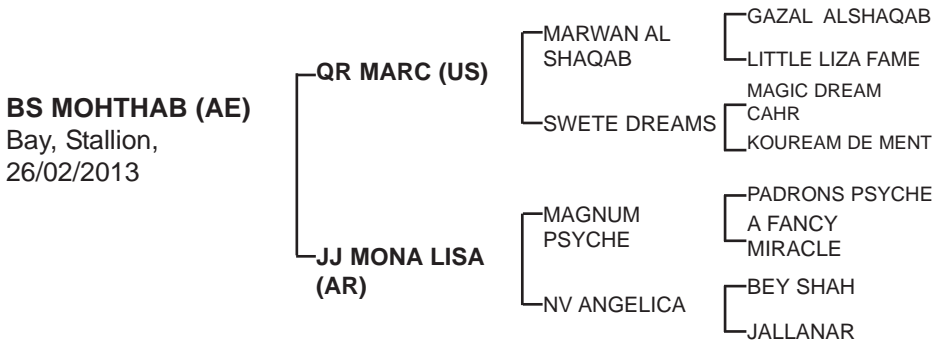 BS MOHTHAB (AE)
Bay, Stallion,
26/02/2013
QR MARC (US)
JJ MONA LISA
(AR)
MARWAN AL
SHAQAB
SWETE DREAMS
MAGNUM
PSYCHE
NV ANGELICA
GAZAL ALSHAQAB
LITTLE LIZA FAME
MAGIC DREAM
CAHR
KOUREAM DE MENT
PADRONS PSYCHE
A FANCY
MIRACLE
BEY SHAH
JALLANAR